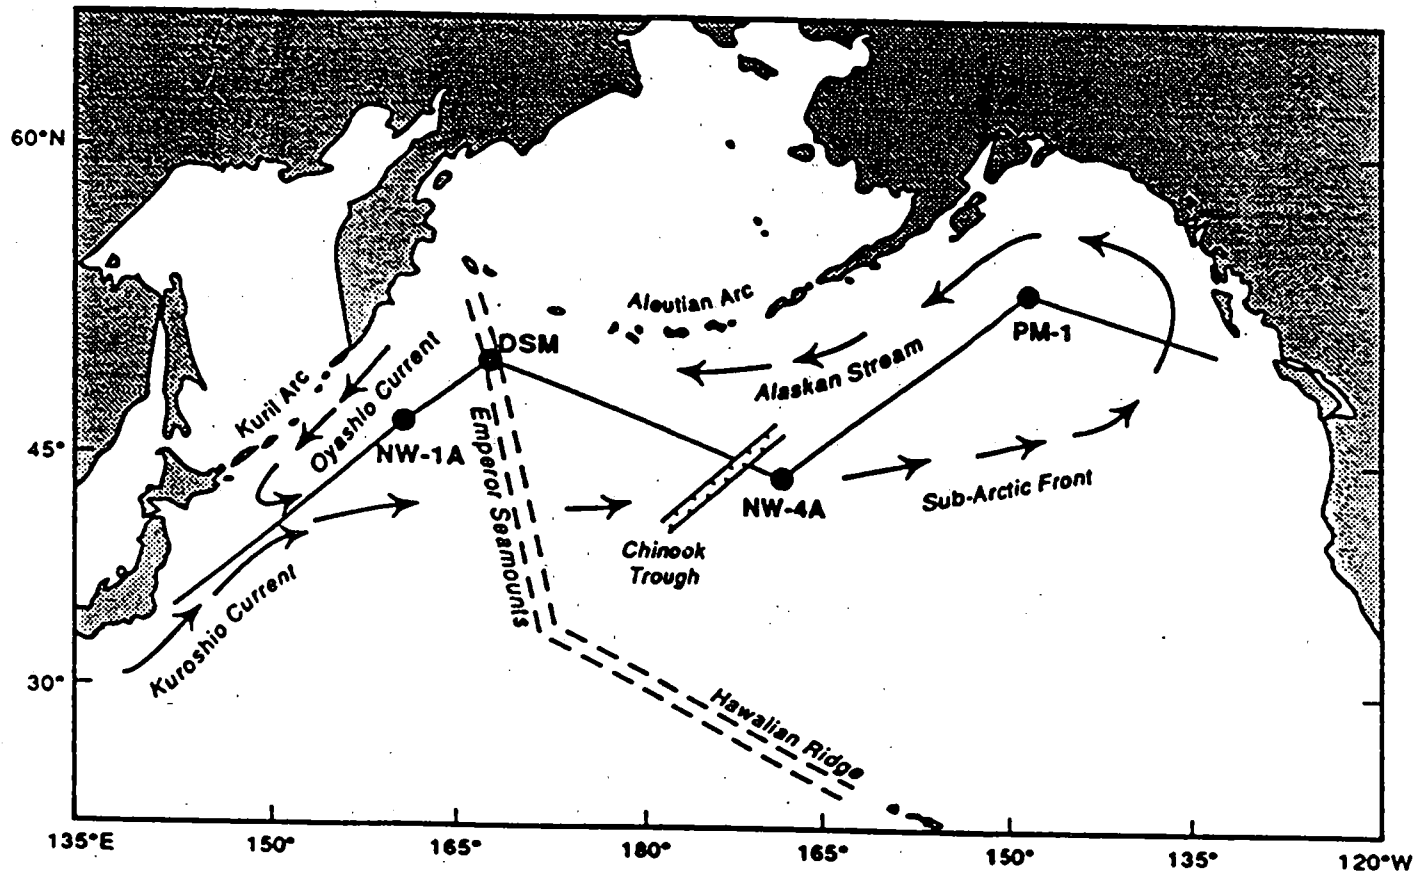 60°N
Aleutian Arc
DSM
PM-1
Alaskan Stream
Kuril Arc
Oyashio Current
45°
NW-1A
Emperor Seamounts
NW-4A
Sub-Arctic Front
Chinook
Trough
Kuroshio Current
30°
Hawaiian Ridge
135°E
150°
165°
180°
165°
150°
135°
120°W